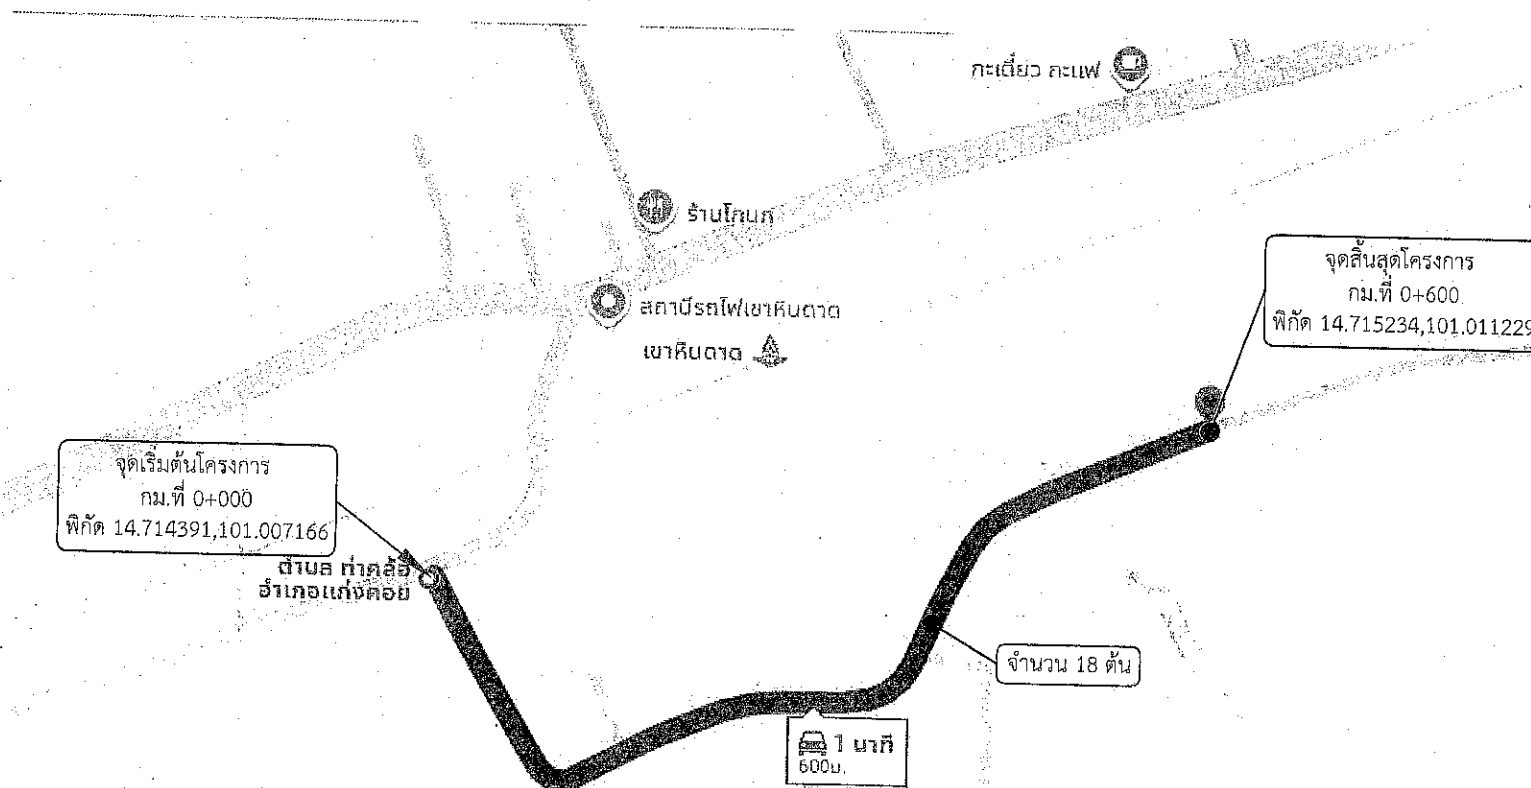 กะเตี๋ยว กะแฟ
ร้านโกนก
จุดสิ้นสุดโครงการ
กม.ที่ 0+600
พิกัด 14.715234,101.011229
สถานีรถไฟเขาหินดาด
เขาหินดาด
จุดเริ่มต้นโครงการ
กม.ที่ 0+000
พิกัด 14.714391,101.007166
ตำบล ท่าคล้อ
อำเภอแก่งคอย
จำนวน 18 ต้น
1 นาที
600ม.